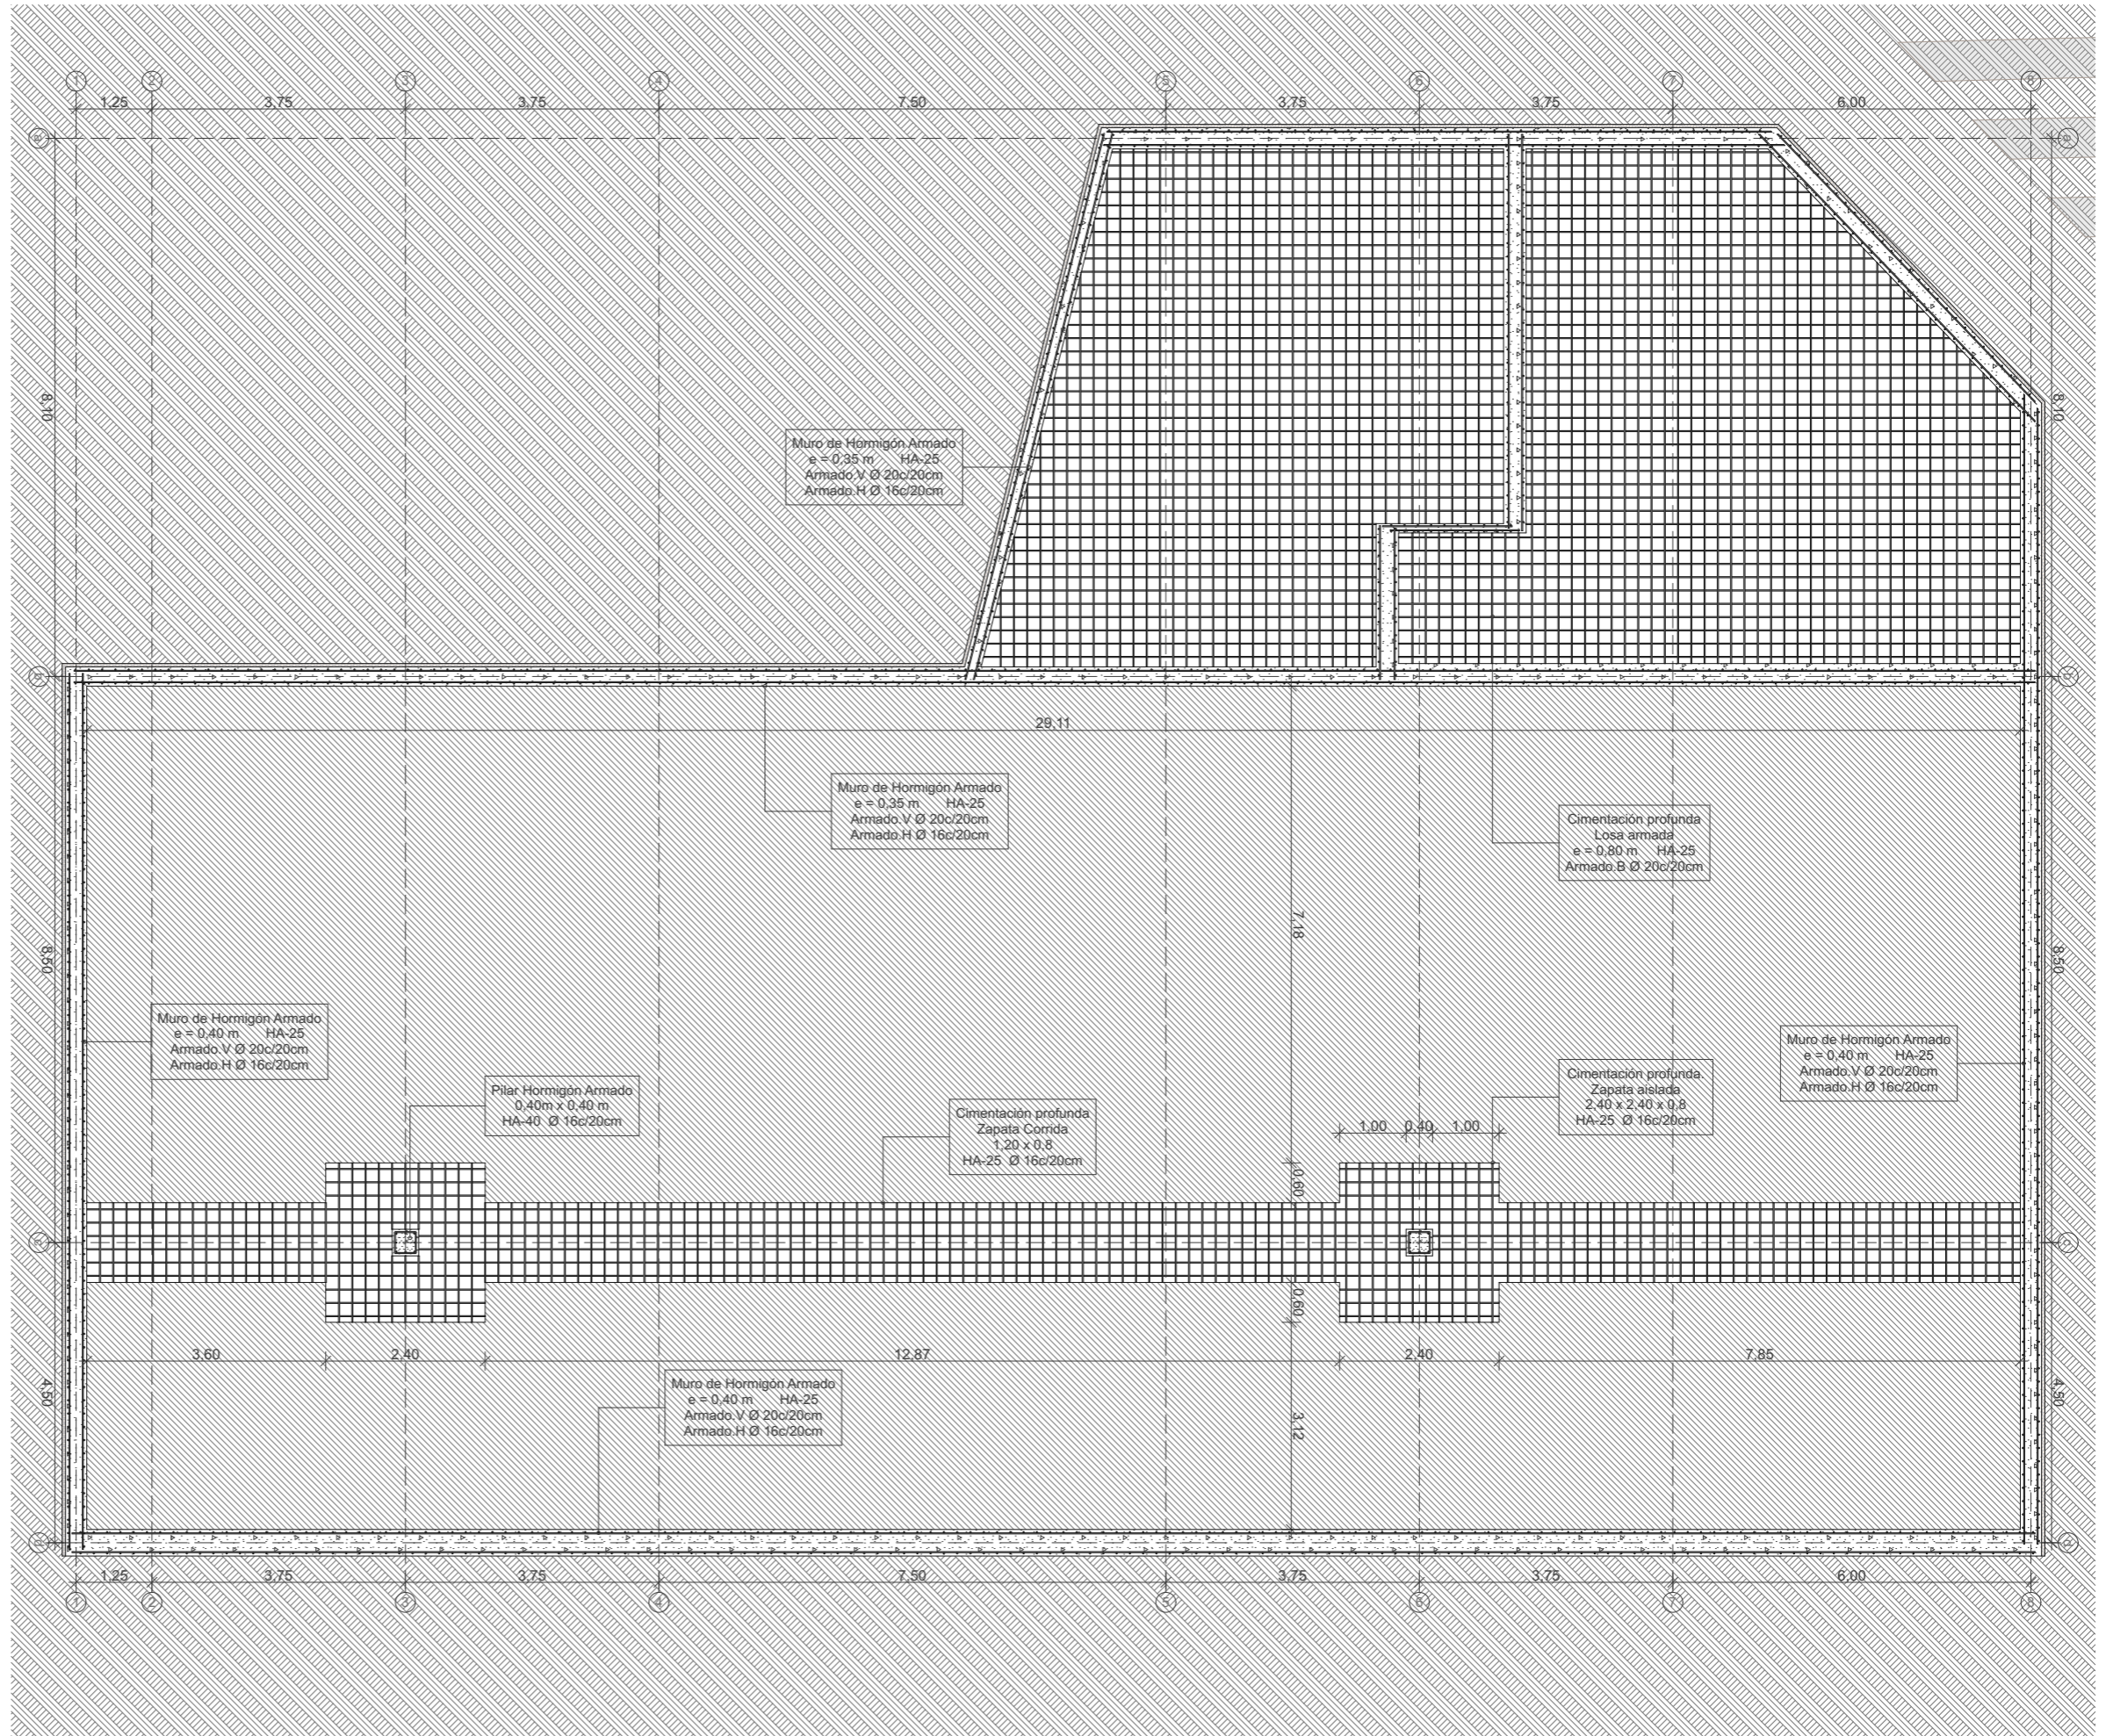 1 2 3 4 5 6 7 8
1,25 3,75 3,75 7,50 3,75 3,75 6,00
8,10
8,10
Muro de Hormigón Armado
e = 0,35 m HA-25
Armado.V Ø 20c/20cm
Armado.H Ø 16c/20cm
29,11
Muro de Hormigón Armado
e = 0,35 m HA-25
Armado.V Ø 20c/20cm
Armado.H Ø 16c/20cm
Cimentación profunda
Losa armada
e = 0,80 m HA-25
Armado.B Ø 20c/20cm
7,18
8,50
8,50
Muro de Hormigón Armado
e = 0,40 m HA-25
Armado.V Ø 20c/20cm
Armado.H Ø 16c/20cm
Muro de Hormigón Armado
e = 0,40 m HA-25
Armado.V Ø 20c/20cm
Armado.H Ø 16c/20cm
Pilar Hormigón Armado
0,40m x 0,40 m
HA-40 Ø 16c/20cm
Cimentación profunda
Zapata Corrida
1,20 x 0,8
HA-25 Ø 16c/20cm
Cimentación profunda.
Zapata aislada
2,40 x 2,40 x 0,8
HA-25 Ø 16c/20cm
1,00 0,40 1,00
0,60
0,60
3,60 2,40 12,87 2,40 7,85
4,50
4,50
Muro de Hormigón Armado
e = 0,40 m HA-25
Armado.V Ø 20c/20cm
Armado.H Ø 16c/20cm
3,12
1,25 3,75 3,75 7,50 3,75 3,75 6,00
1 2 3 4 5 6 7 8